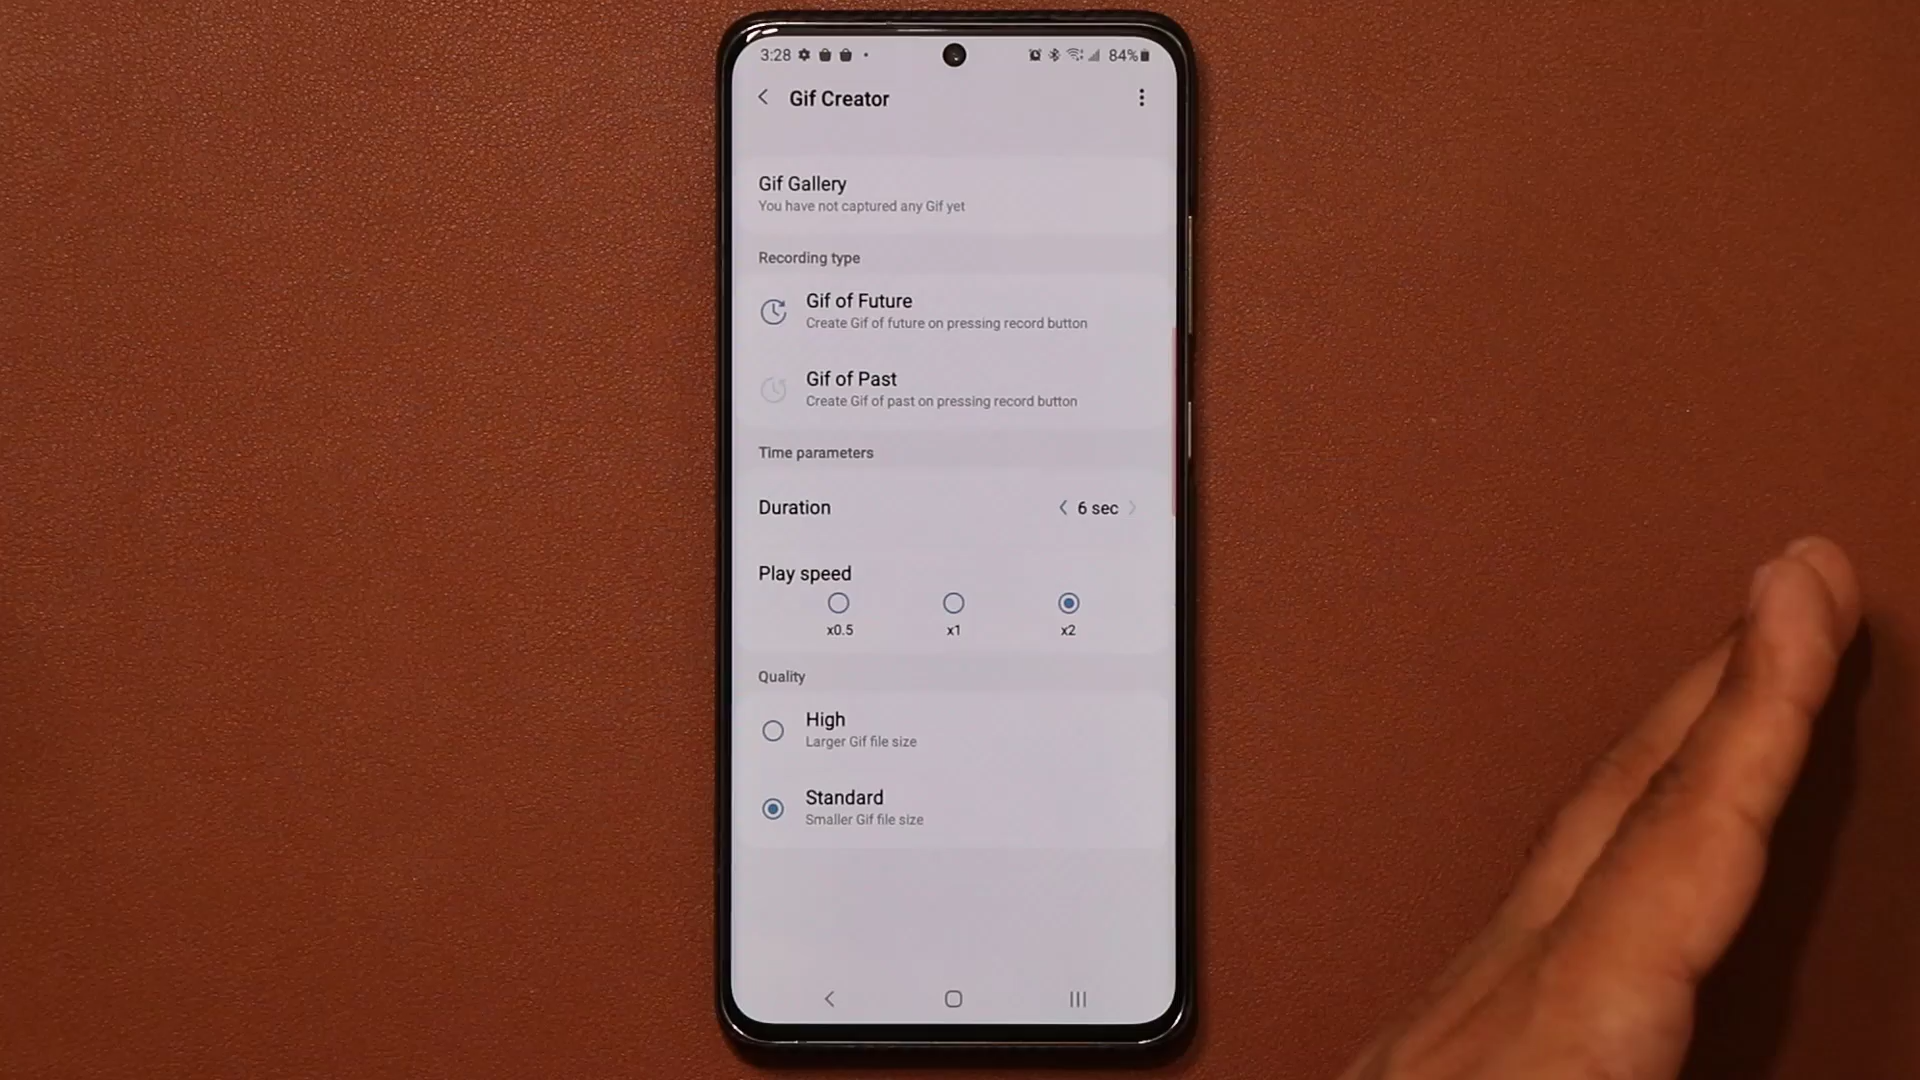 3:28
84%
Gif Creator
Gif Gallery
You have not captured any Gif yet
Recording type
Gif of Future
Create Gif of future on pressing record button
Gif of Past
Create Gif of past on pressing record button
Time parameters
Duration
6 sec
Play speed
x0.5 x1 x2
Quality
High
Larger Gif file size
Standard
Smaller Gif file size